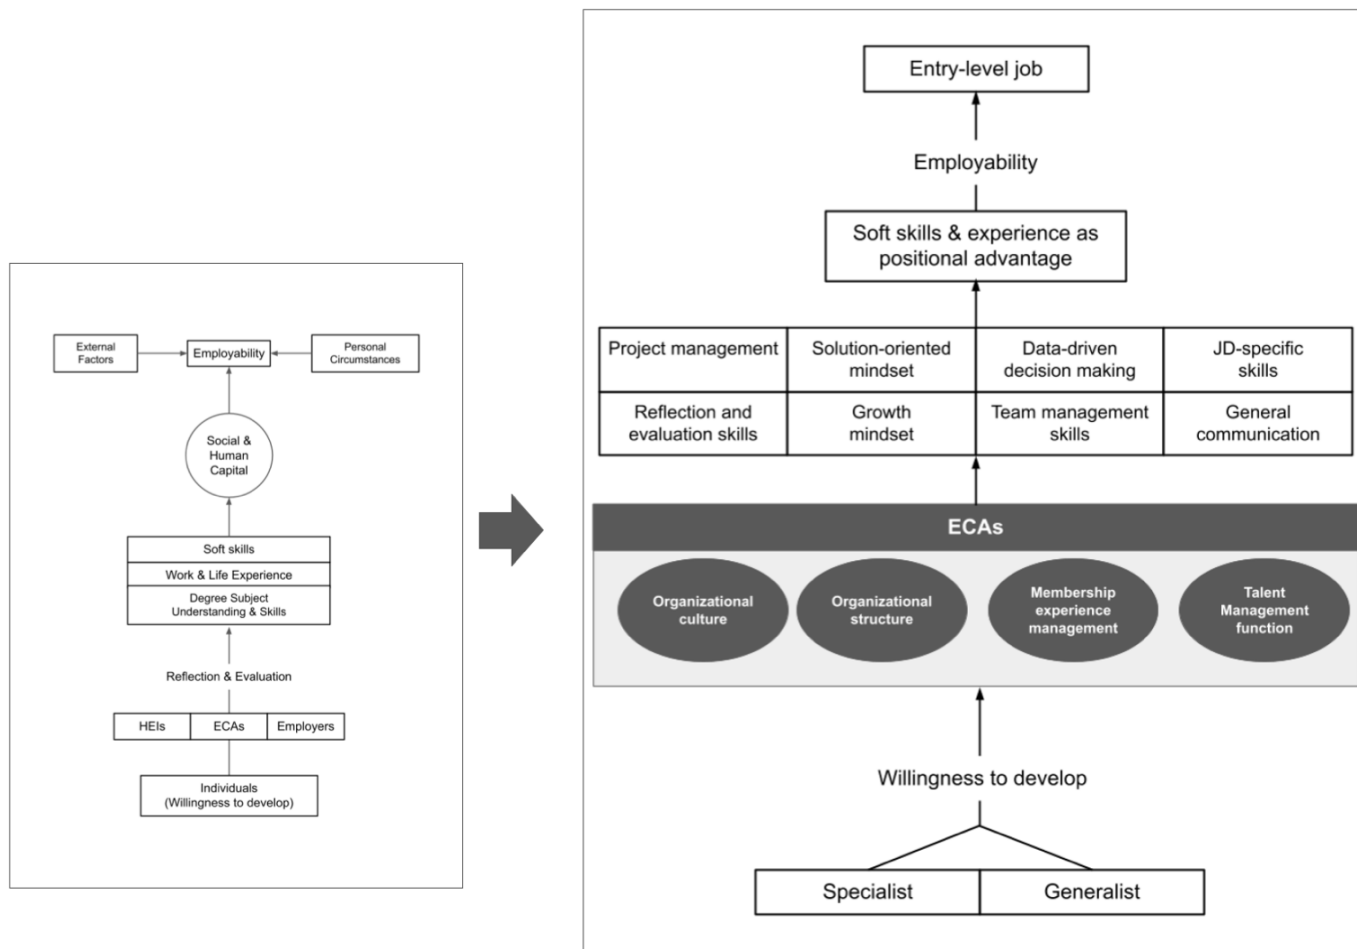 External
Factors
Employability
Personal
Circumstances
Social &
Human
Capital
Soft skills
Work & Life Experience
Degree Subject
Understanding & Skills
Reflection & Evaluation
HEIs
ECAs
Employers
Individuals
(Willingness to develop)
Entry-level job
Employability
Soft skills & experience as
positional advantage
Project management
Solution-oriented
mindset
Data-driven
decision making
JD-specific
skills
Reflection and
evaluation skills
Growth
mindset
Team management
skills
General
communication
ECAs
Organizational
culture
Organizational
structure
Membership
experience
management
Talent
Management
function
Willingness to develop
Specialist
Generalist